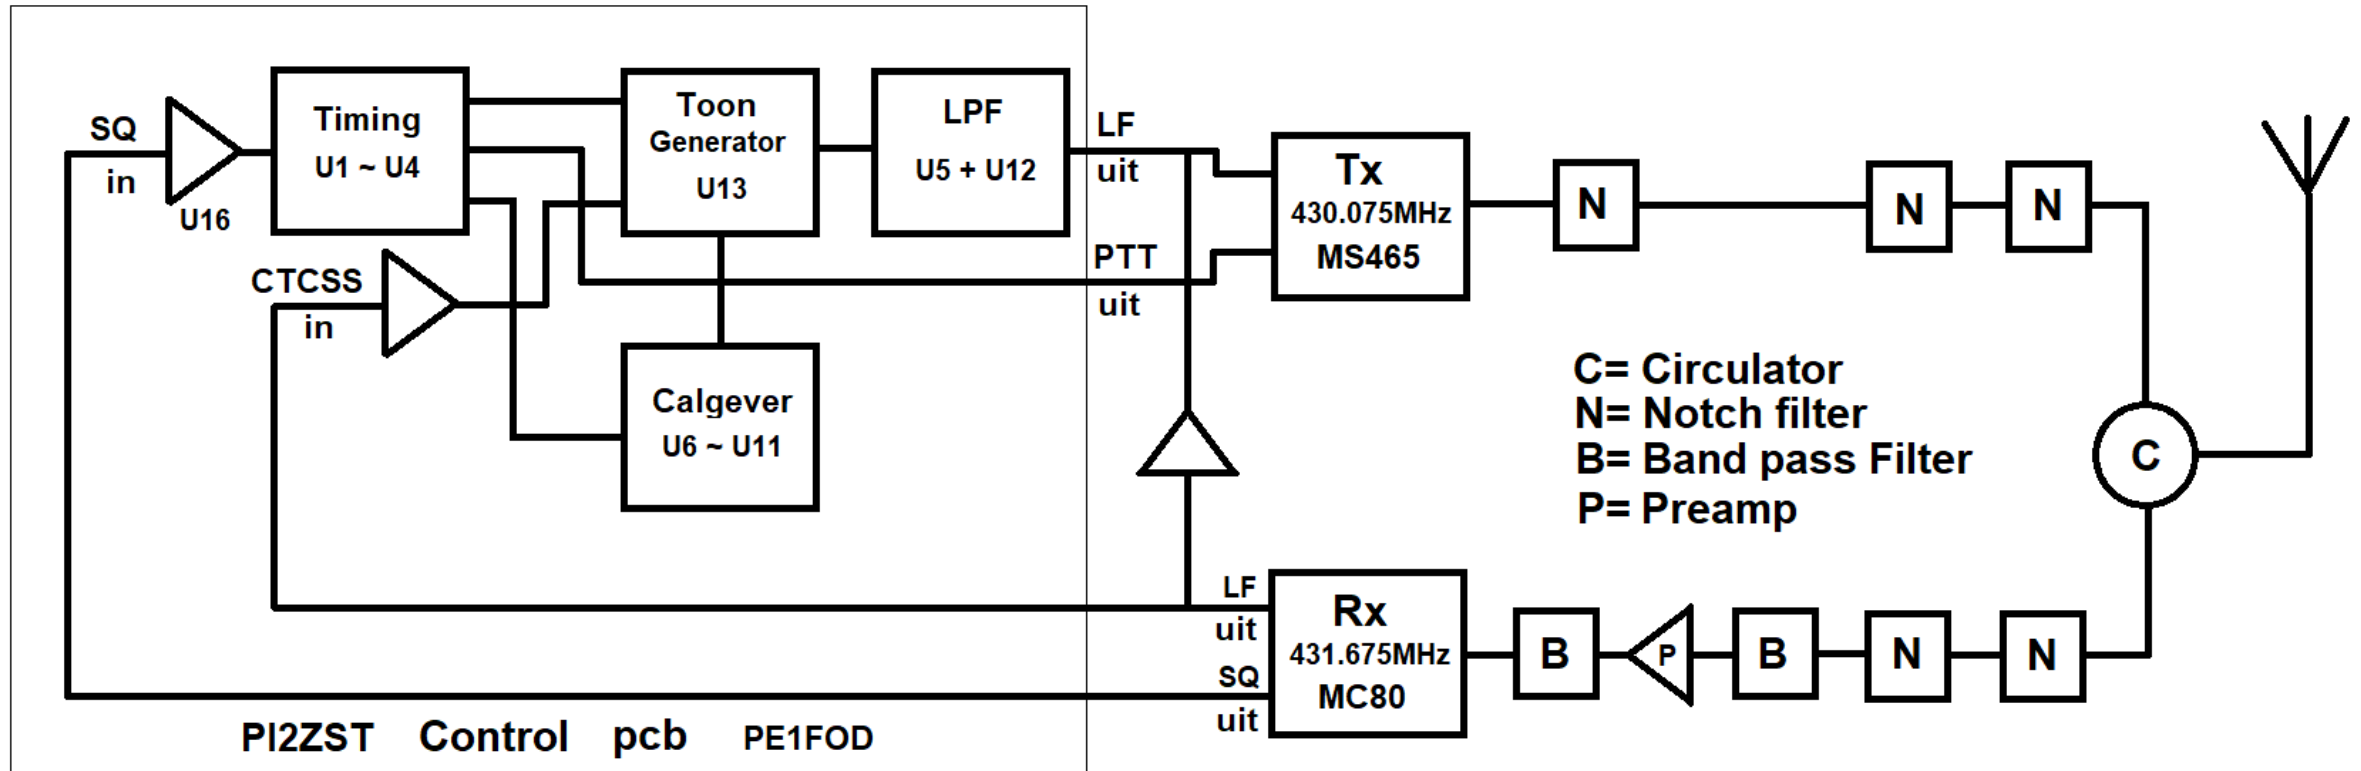 SQ
in
U16
Timing
U1 ~ U4
CTCSS
in
Toon
Generator
U13
Calgever
U6 ~ U11
LPF
U5 + U12
LF
uit
PTT
uit
Tx
430.075MHz
MS465
N
N
N
C= Circulator
N= Notch filter
B= Band pass Filter
P= Preamp
C
LF
uit
SQ
uit
Rx
431.675MHz
MC80
B
P
B
N
N
PI2ZST Control pcb PE1FOD